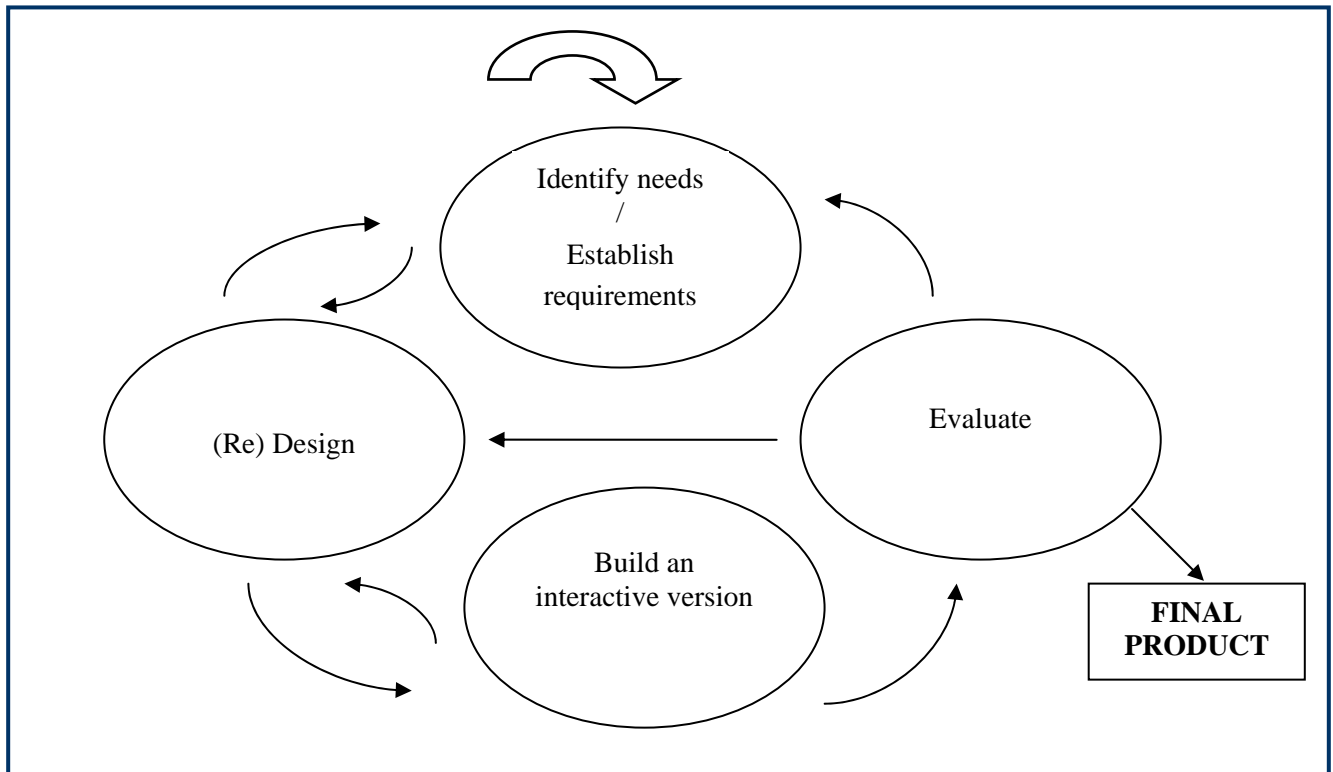 Identify needs
/
Establish
requirements
(Re) Design
Evaluate
Build an
interactive version
FINAL
PRODUCT